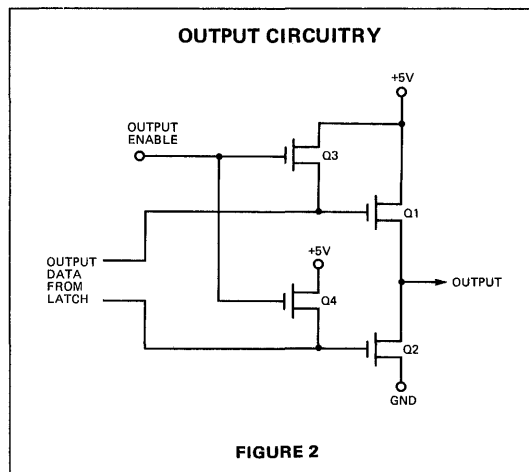 OUTPUT CIRCUITRY
+5V
OUTPUT
ENABLE
Q3
Q1
OUTPUT
DATA
FROM
LATCH
+5V
Q4
OUTPUT
Q2
GND
FIGURE 2